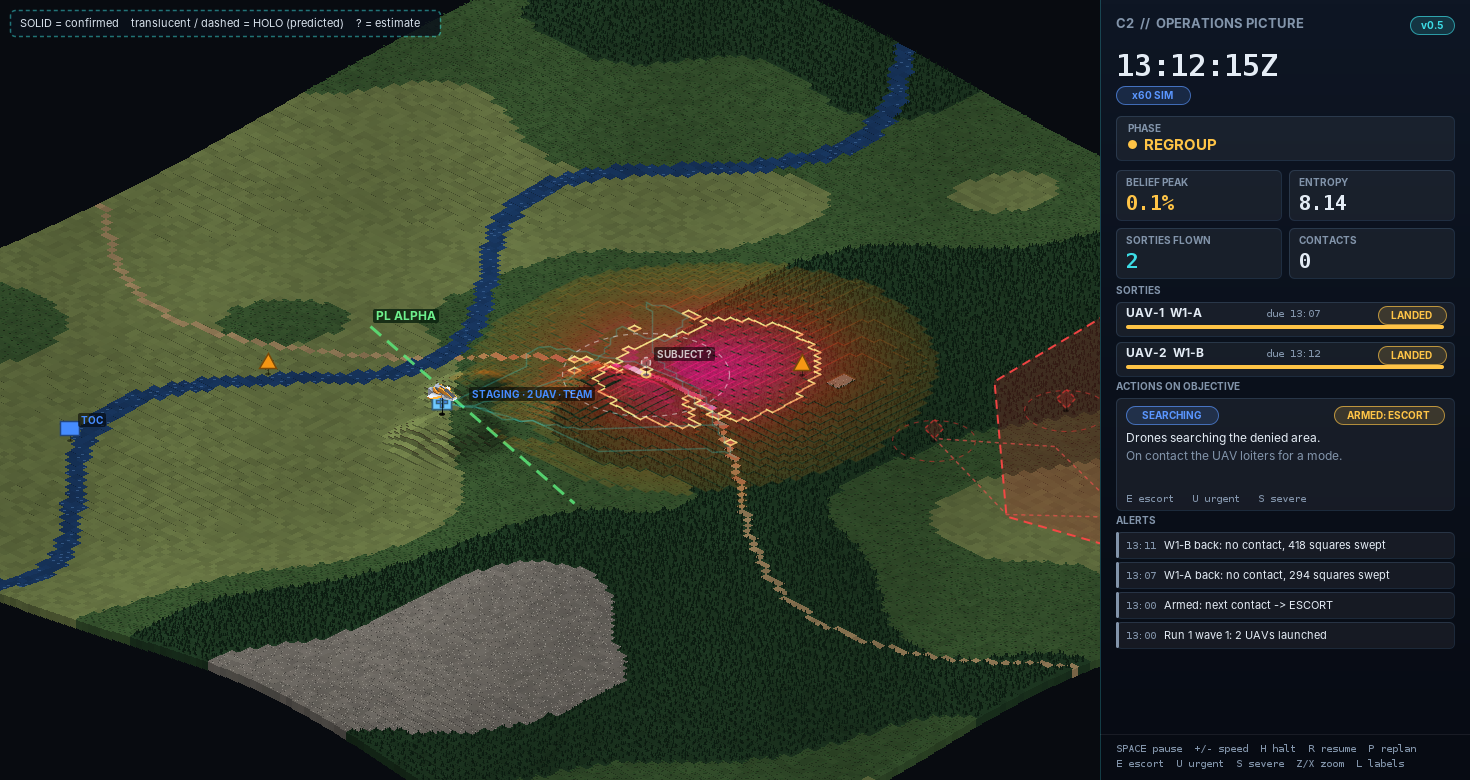 SOLID = confirmed translucent / dashed = HOLO (predicted) ? = estimate
PL ALPHA
SUBJECT ?
STAGING · 2 UAV · TEAM
TOC
C2 // OPERATIONS PICTURE
v0.5
13:12:15Z
x60 SIM
PHASE
REGROUP
BELIEF PEAK
0.1%
ENTROPY
8.14
SORTIES FLOWN
2
CONTACTS
0
SORTIES
UAV-1 W1-A due 13:07 LANDED
UAV-2 W1-B due 13:12 LANDED
ACTIONS ON OBJECTIVE
SEARCHING ARMED: ESCORT
Drones searching the denied area.
On contact the UAV loiters for a mode.
E escort U urgent S severe
ALERTS
13:11 W1-B back: no contact, 418 squares swept
13:07 W1-A back: no contact, 294 squares swept
13:00 Armed: next contact -> ESCORT
13:00 Run 1 wave 1: 2 UAVs launched
SPACE pause +/- speed H halt R resume P replan
E escort U urgent S severe Z/X zoom L labels